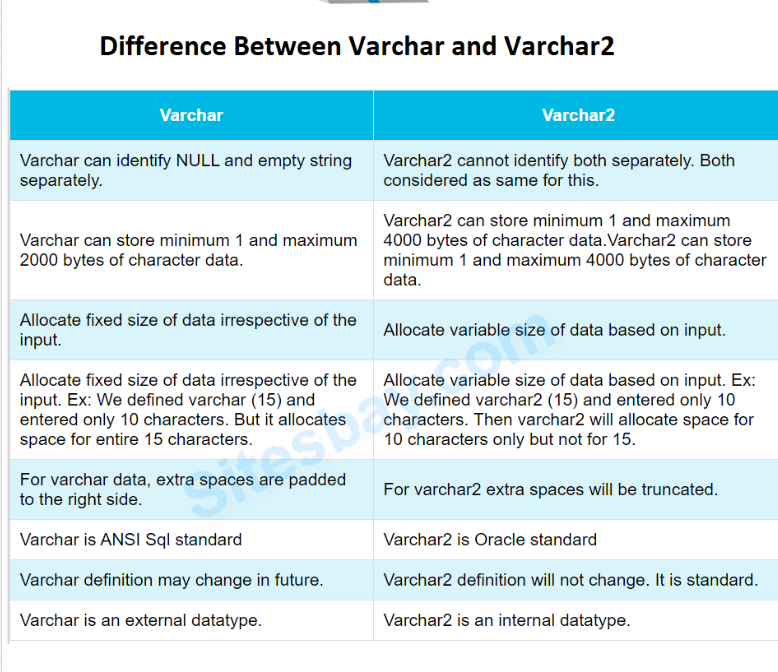 Difference Between Varchar and Varchar2
Varchar
Varchar2
Varchar can identify NULL and empty string
separately.
Varchar2 cannot identify both separately. Both
considered as same for this.
Varchar can store minimum 1 and maximum
2000 bytes of character data.
Varchar2 can store minimum 1 and maximum
4000 bytes of character data.Varchar2 can store
minimum 1 and maximum 4000 bytes of character
data.
Allocate fixed size of data irrespective of the
input.
Allocate variable size of data based on input.
Allocate fixed size of data irrespective of the
input. Ex: We defined varchar (15) and
entered only 10 characters. But it allocates
space for entire 15 characters.
Allocate variable size of data based on input. Ex:
We defined varchar2 (15) and entered only 10
characters. Then varchar2 will allocate space for
10 characters only but not for 15.
For varchar data, extra spaces are padded
to the right side.
For varchar2 extra spaces will be truncated.
Varchar is ANSI Sql standard
Varchar2 is Oracle standard
Varchar definition may change in future.
Varchar2 definition will not change. It is standard.
Varchar is an external datatype.
Varchar2 is an internal datatype.
Sitesbay.com